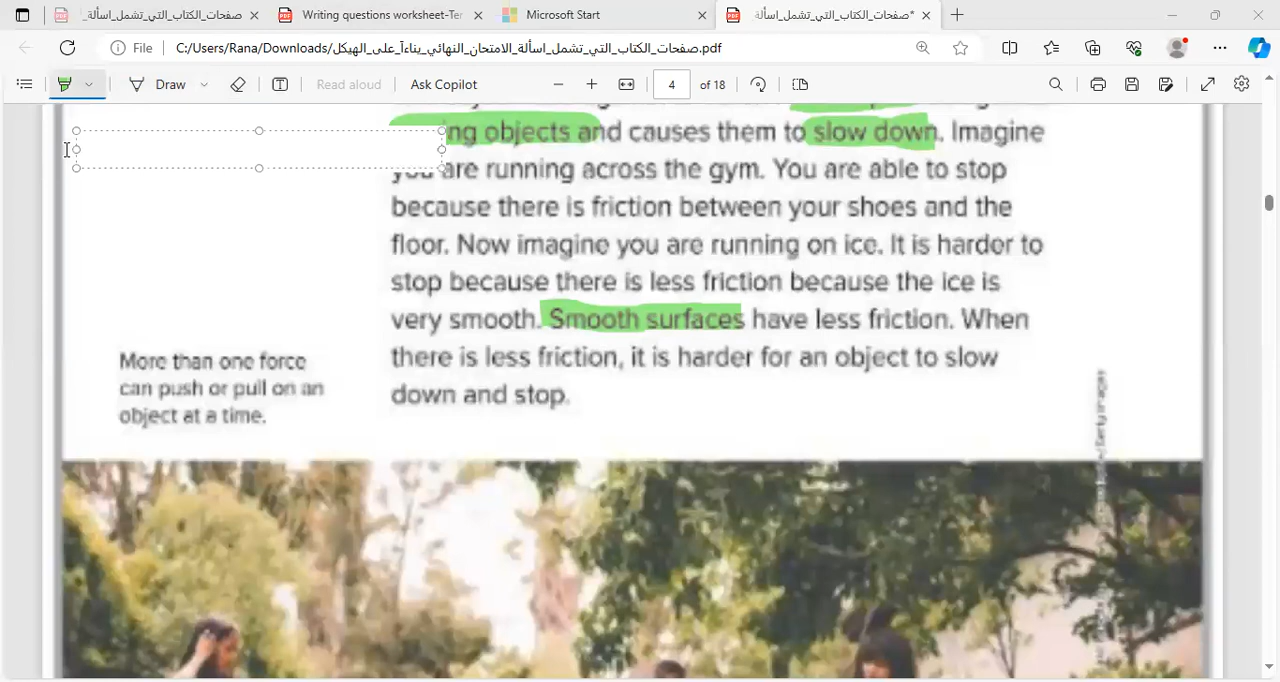 صفحات_الكتاب_التي_تشمل_اسألة_
Writing questions worksheet-Ter
Microsoft Start
*صفحات_الكتاب_التي_تشمل_اسألة
File
C:/Users/Rana/Downloads/صفحات_الكتاب_التي_تشمل_اسألة_الامتحان_النهائي_بناءاً_على_الهيكل.pdf
Draw
Read aloud
Ask Copilot
4 of 18
ng objects and causes them to slow down. Imagine
you are running across the gym. You are able to stop
because there is friction between your shoes and the
floor. Now imagine you are running on ice. It is harder to
stop because there is less friction because the ice is
very smooth. Smooth surfaces have less friction. When
there is less friction, it is harder for an object to slow
down and stop.
More than one force
can push or pull on an
object at a time.
Getty Images